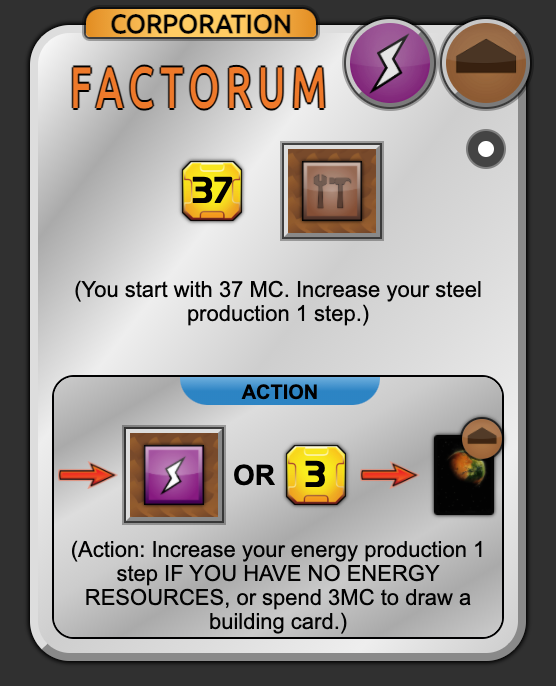 CORPORATION
FACTORUM
37
(You start with 37 MC. Increase your steel
production 1 step.)
ACTION
OR 3
(Action: Increase your energy production 1
step IF YOU HAVE NO ENERGY
RESOURCES, or spend 3MC to draw a
building card.)